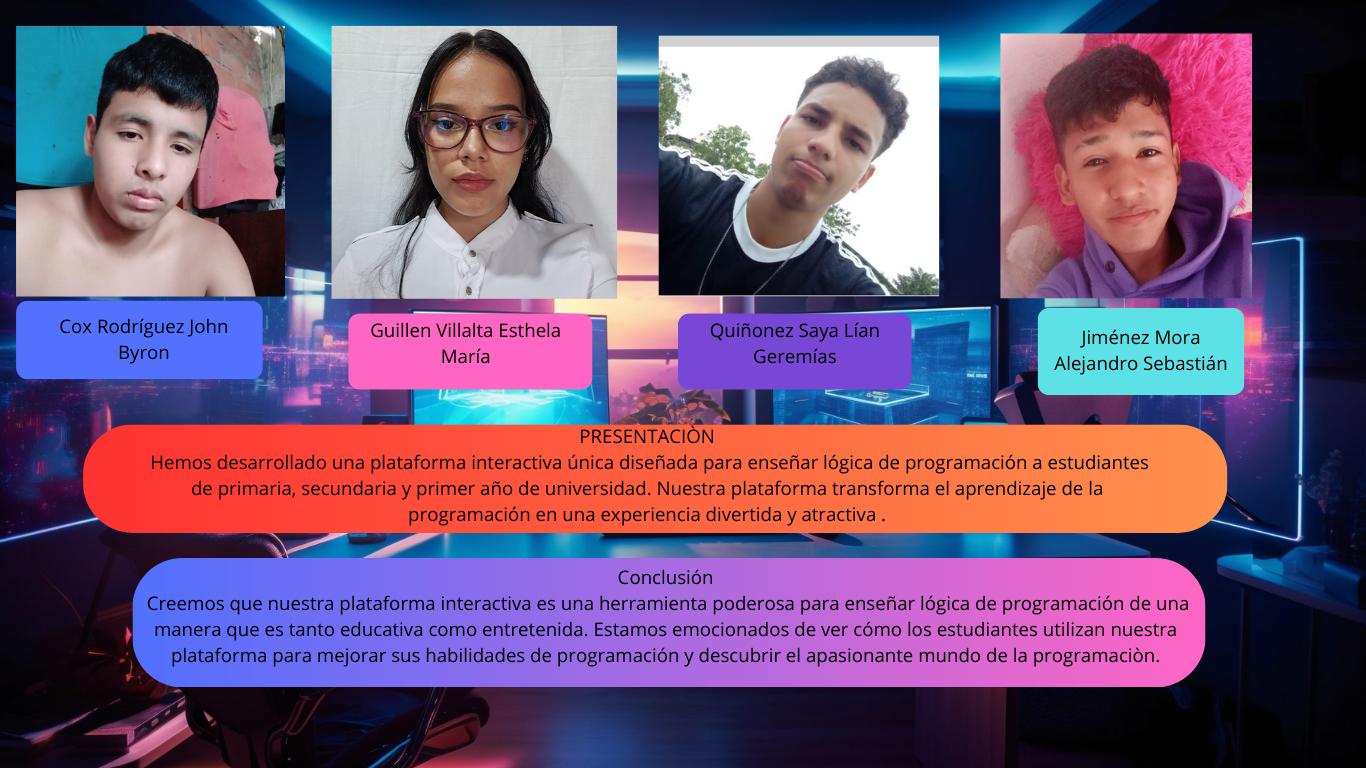 Cox Rodríguez John
Byron
Guillen Villalta Esthela
María
Quiñonez Saya Lían
Geremías
Jiménez Mora
Alejandro Sebastián
PRESENTACIÒN
Hemos desarrollado una plataforma interactiva única diseñada para enseñar lógica de programación a estudiantes
de primaria, secundaria y primer año de universidad. Nuestra plataforma transforma el aprendizaje de la
programación en una experiencia divertida y atractiva .
Conclusión
Creemos que nuestra plataforma interactiva es una herramienta poderosa para enseñar lógica de programación de una
manera que es tanto educativa como entretenida. Estamos emocionados de ver cómo los estudiantes utilizan nuestra
plataforma para mejorar sus habilidades de programación y descubrir el apasionante mundo de la programaciòn.